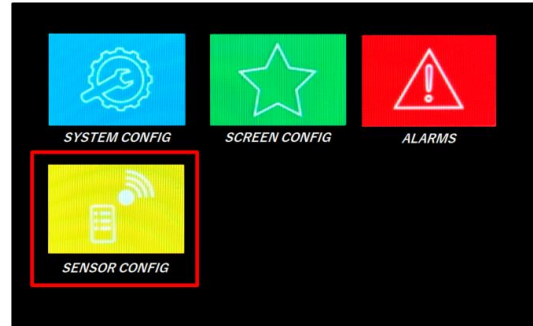 SYSTEM CONFIG
SCREEN CONFIG
ALARMS
SENSOR CONFIG